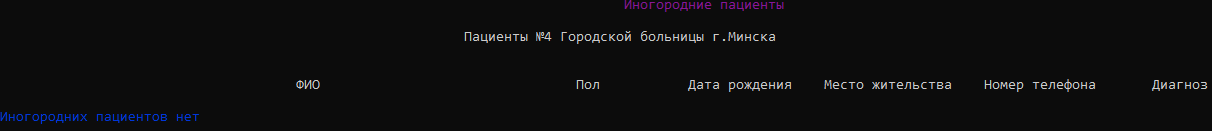 Иногородние пациенты
Пациенты №4 Городской больницы г.Минска
ФИО Пол Дата рождения Место жительства Номер телефона Диагноз
Иногородних пациентов нет